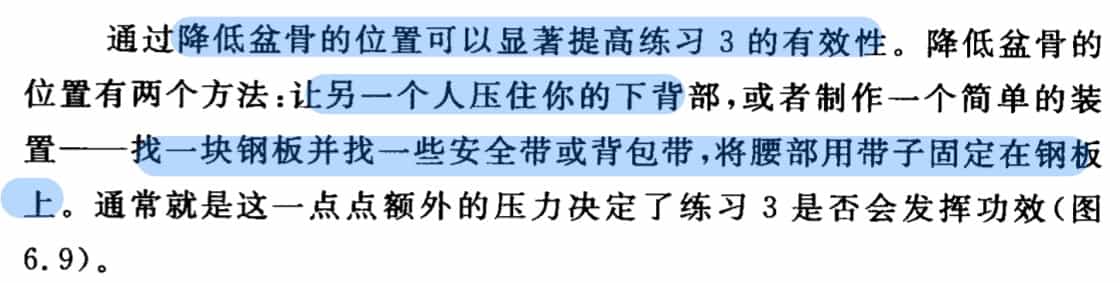 通过降低盆骨的位置可以显著提高练习 3 的有效性。降低盆骨的
位置有两个方法:让另一个人压住你的下背部,或者制作一个简单的装
置——找一块钢板并找一些安全带或背包带,将腰部用带子固定在钢板
上。通常就是这一点点额外的压力决定了练习 3 是否会发挥功效(图
6.9)。